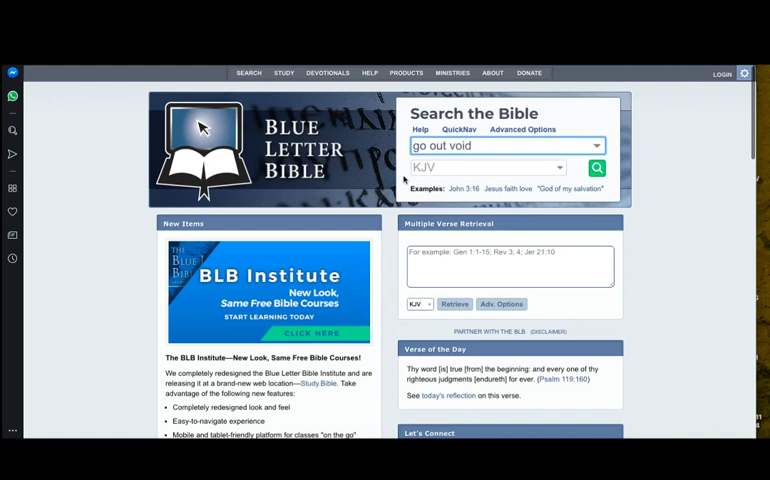 SEARCH STUDY DEVOTIONALS HELP PRODUCTS MINISTRIES ABOUT DONATE LOGIN
BLUE
LETTER
BIBLE
Search the Bible
Help QuickNav Advanced Options
go out void
KJV
Examples: John 3:16 Jesus faith love "God of my salvation"
New Items
THE
BLUE
BIBL
BLB Institute
New Look,
Same Free Bible Courses
START LEARNING TODAY
CLICK HERE
The BLB Institute—New Look, Same Free Bible Courses!
We completely redesigned the Blue Letter Bible Institute and are
releasing it at a brand-new web location—Study.Bible. Take
advantage of the following new features:
• Completely redesigned look and feel
• Easy-to-navigate experience
• Mobile and tablet-friendly platform for classes "on the go"
Multiple Verse Retrieval
For example: Gen 1:1-15; Rev 3; 4; Jer 21:10
KJV Retrieve Adv. Options
PARTNER WITH THE BLB (DISCLAIMER)
Verse of the Day
Thy word [is] true [from] the beginning: and every one of thy
righteous judgments [endureth] for ever. (Psalm 119:160)
See today's reflection on this verse.
Let's Connect